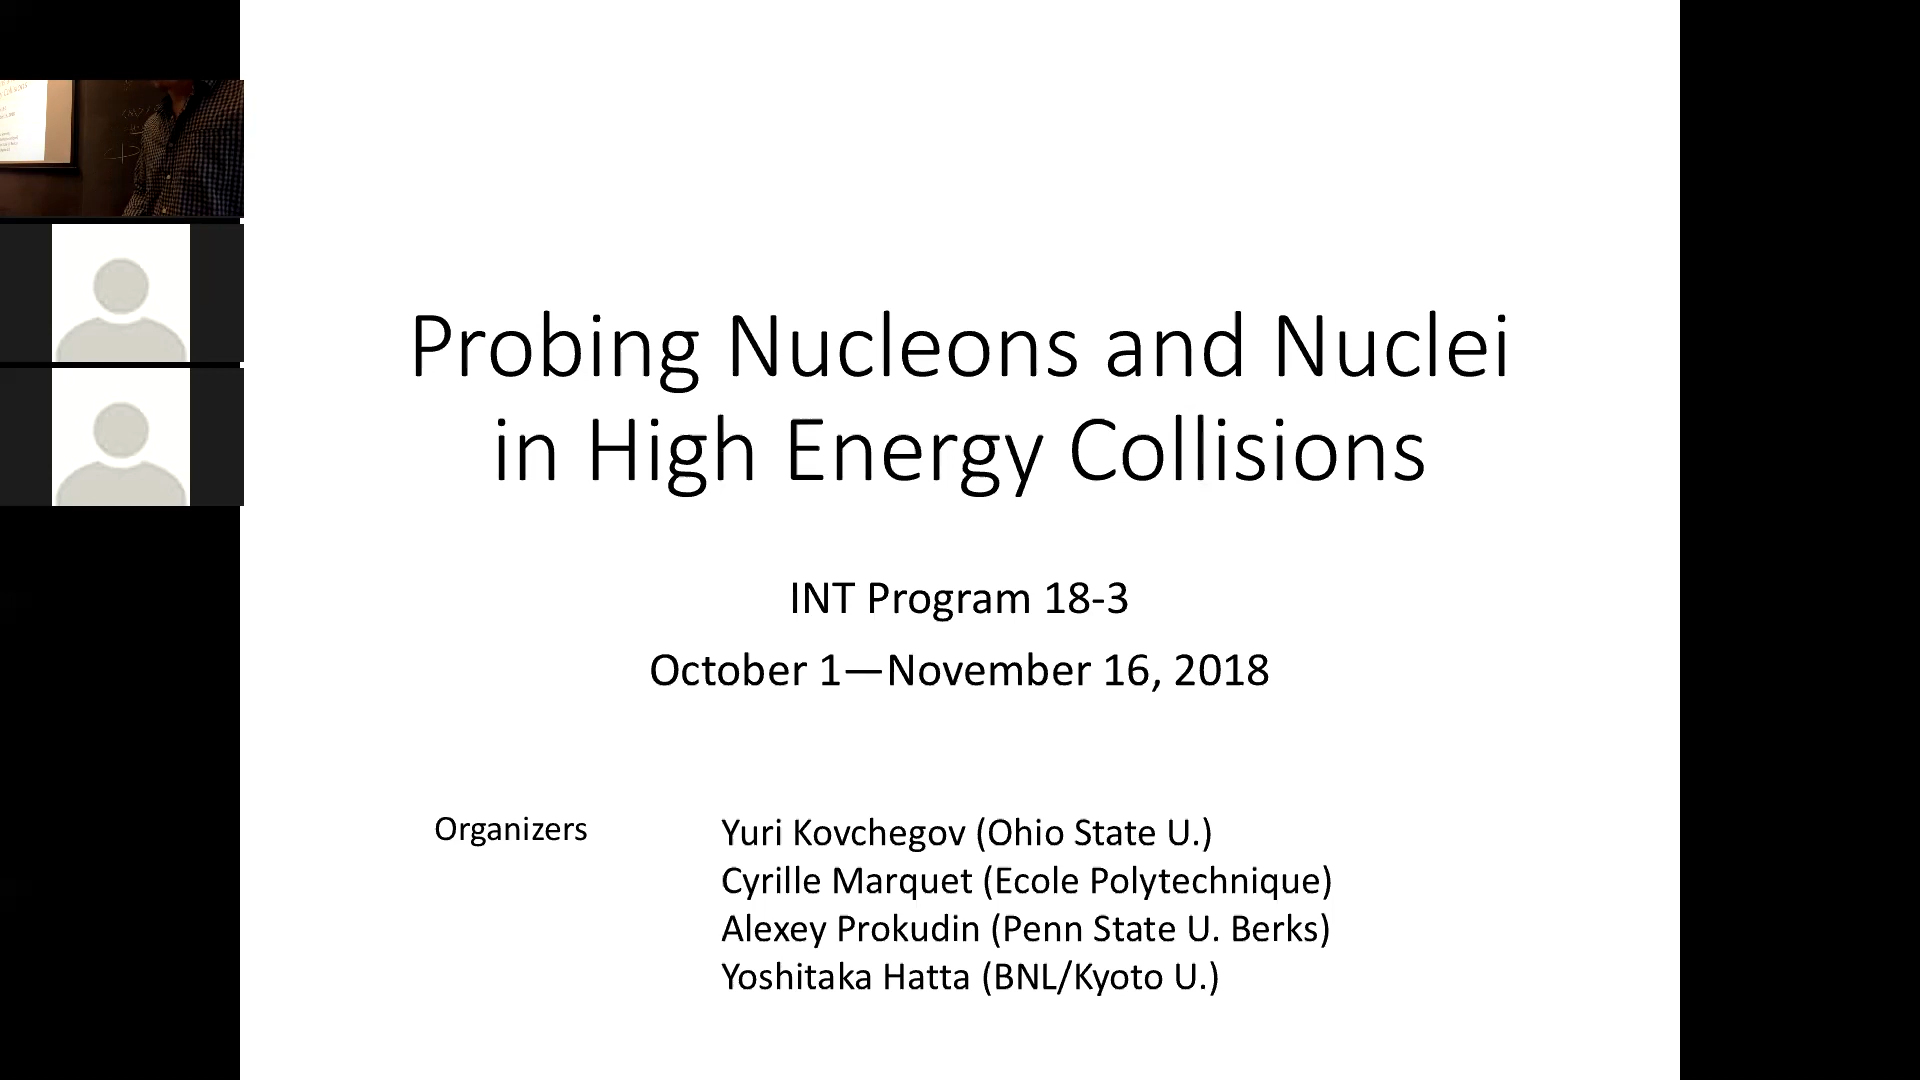 Probing Nucleons and Nuclei
in High Energy Collisions
INT Program 18-3
October 1—November 16, 2018
Organizers
Yuri Kovchegov (Ohio State U.)
Cyrille Marquet (Ecole Polytechnique)
Alexey Prokudin (Penn State U. Berks)
Yoshitaka Hatta (BNL/Kyoto U.)